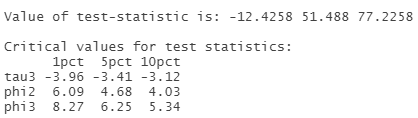 Value of test-statistic is: -12.4258 51.488 77.2258
Critical values for test statistics:
1pct 5pct 10pct
tau3 -3.96 -3.41 -3.12
phi2 6.09 4.68 4.03
phi3 8.27 6.25 5.34